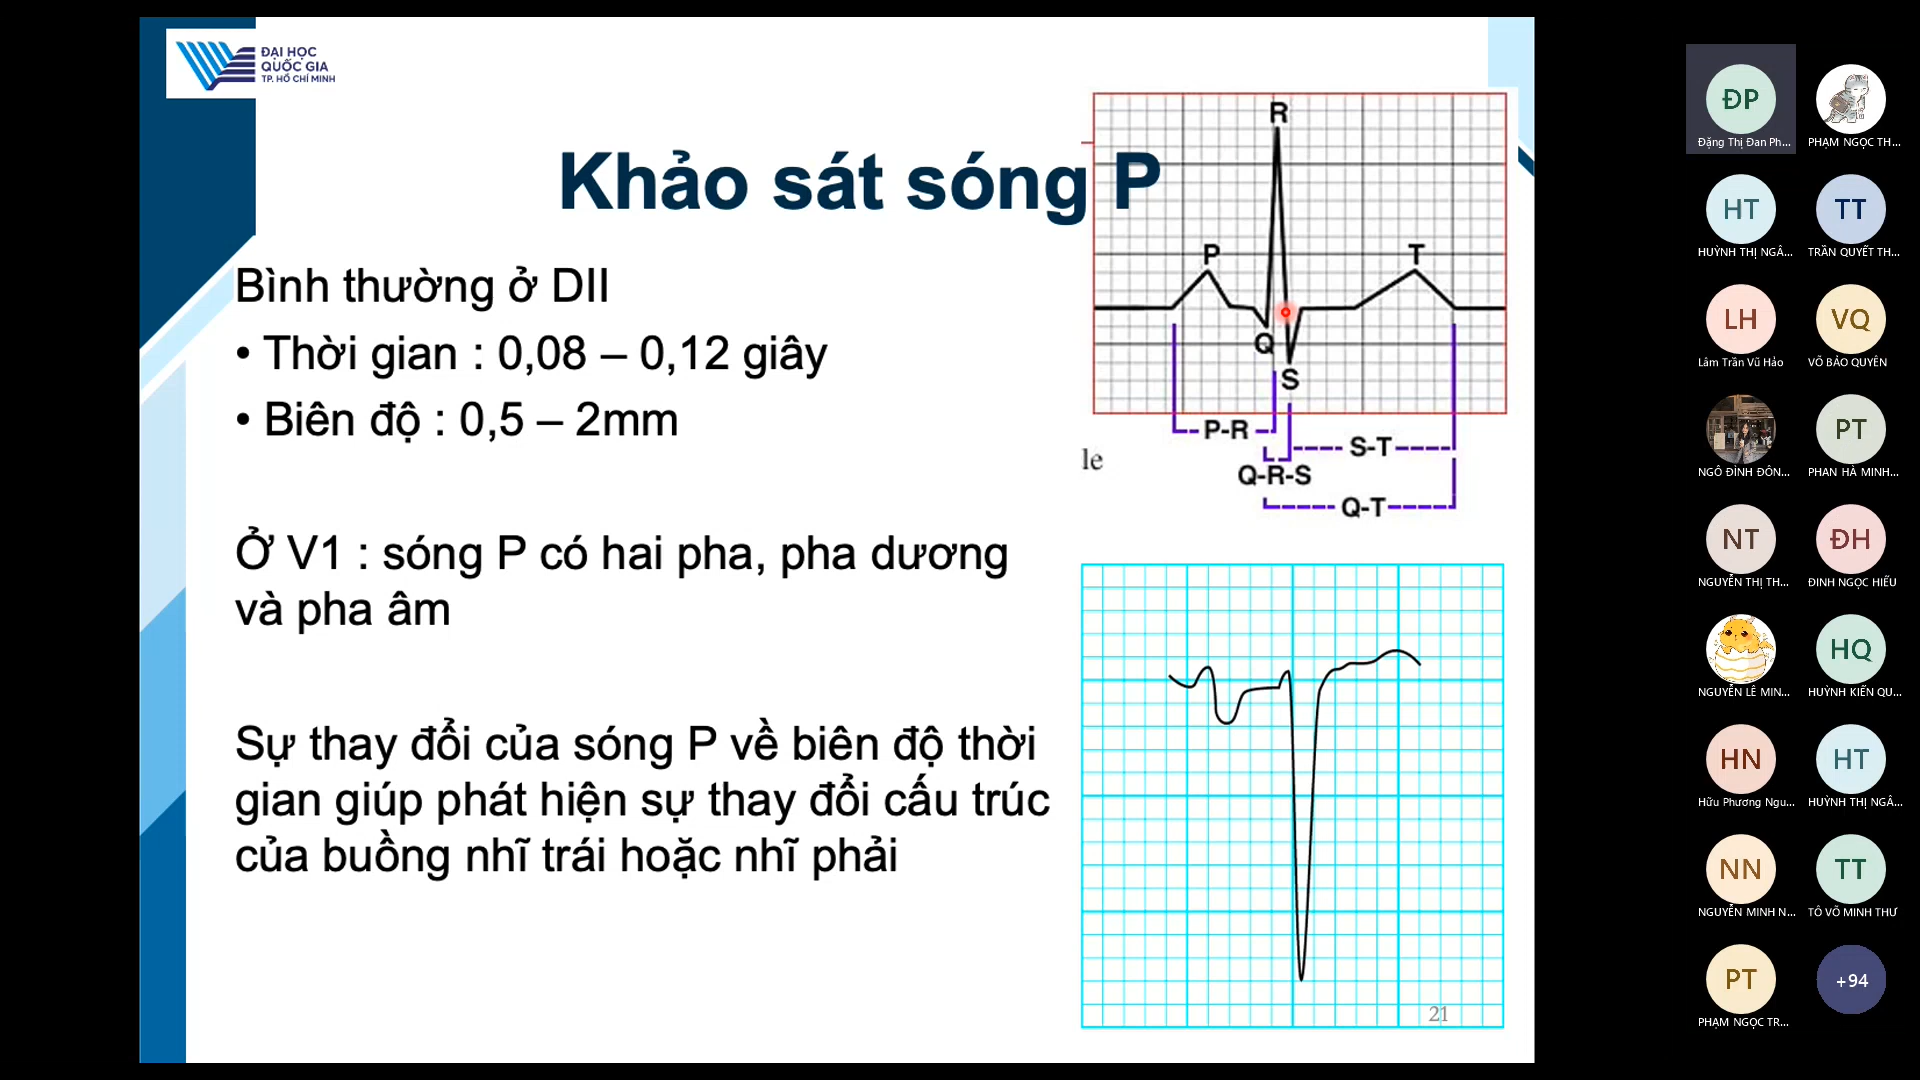 ĐẠI HỌC
QUỐC GIA
TP. HỒ CHÍ MINH
Khảo sát sóng P
Bình thường ở DII
• Thời gian : 0,08 – 0,12 giây
• Biên độ : 0,5 – 2mm
Ở V1 : sóng P có hai pha, pha dương
và pha âm
Sự thay đổi của sóng P về biên độ thời
gian giúp phát hiện sự thay đổi cấu trúc
của buồng nhĩ trái hoặc nhĩ phải
R
P
T
Q
S
P-R
S-T
le
Q-R-S
Q-T
21
ĐP
Đặng Thị Đan Ph...
PHẠM NGỌC TH...
HT
HUỲNH THỊ NGÂ...
TT
TRẦN QUYẾT TH...
LH
Lâm Trần Vũ Hảo
VQ
VÕ BẢO QUYÊN
NGÔ ĐÌNH ĐÔN...
PT
PHAN HÀ MINH...
NT
NGUYỄN THỊ TH...
ĐH
ĐINH NGỌC HIẾU
NGUYỄN LÊ MIN...
HQ
HUỲNH KIẾN QU...
HN
Hữu Phương Ngu...
HT
HUỲNH THỊ NGÂ...
NN
NGUYỄN MINH N...
TT
TÔ VÕ MINH THƯ
PT
PHẠM NGỌC TR...
+94